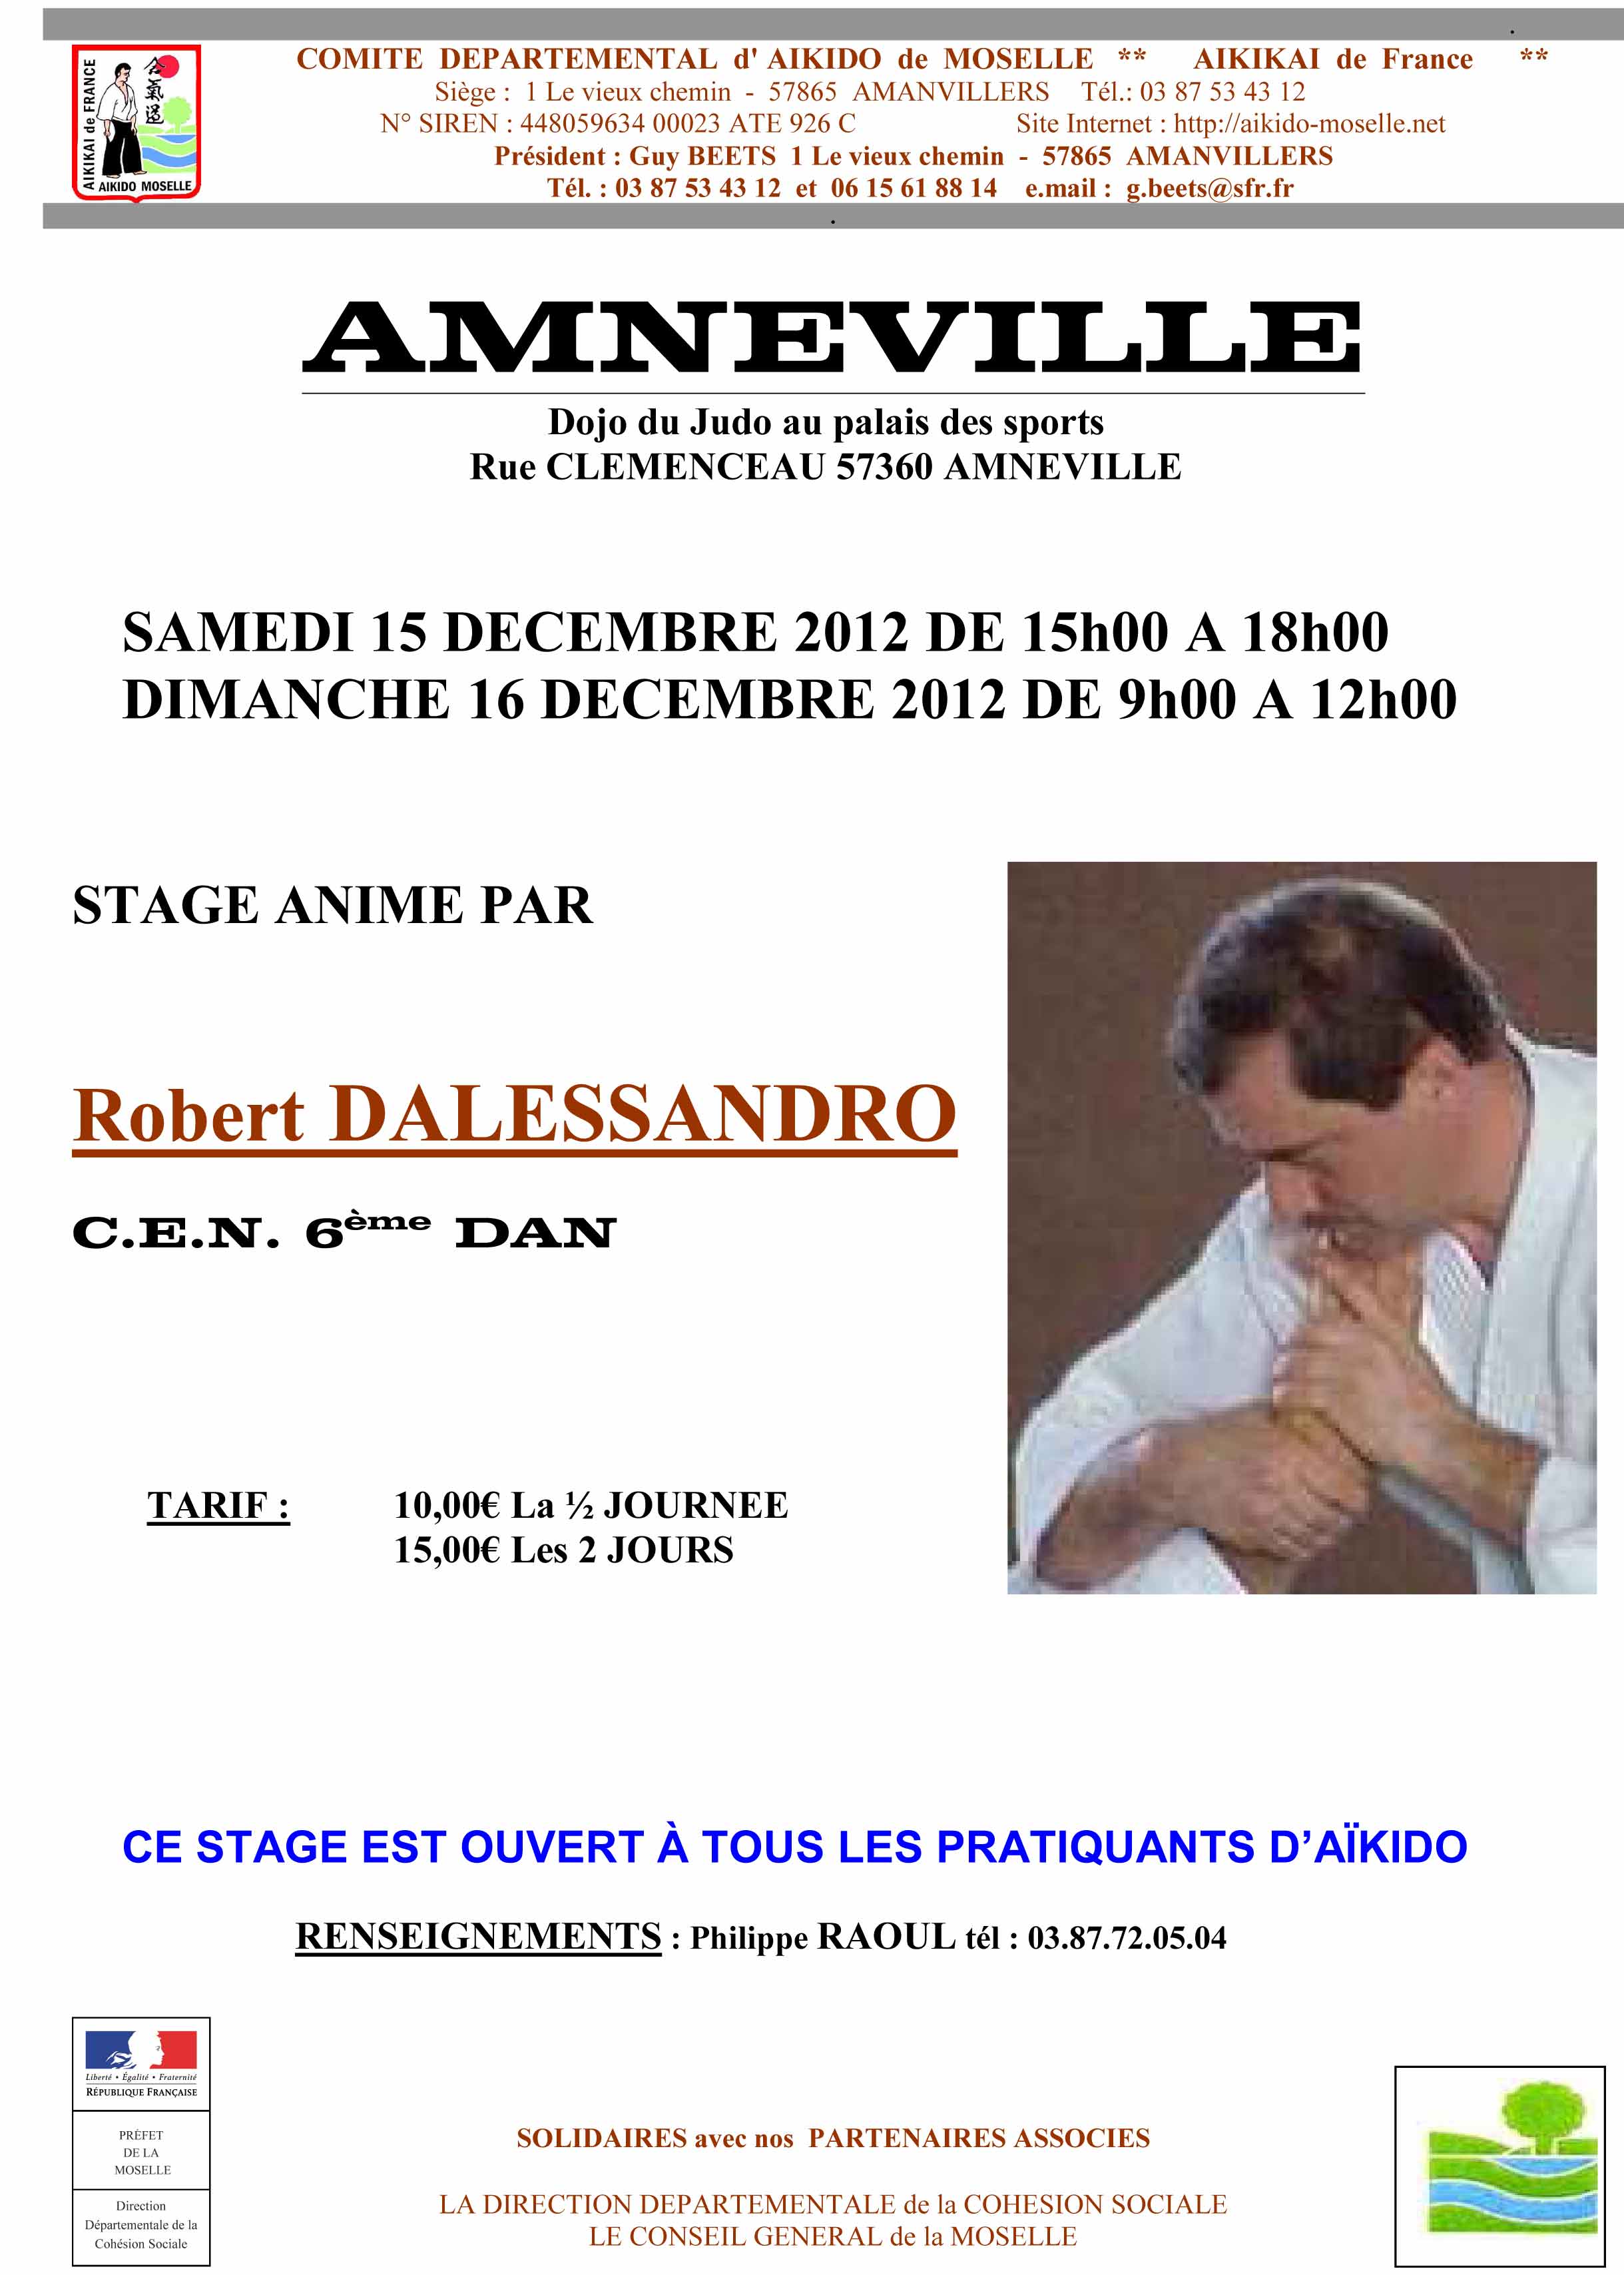 COMITE DEPARTEMENTAL d' AIKIDO de MOSELLE ** AIKIKAI de France **
Siège : 1 Le vieux chemin - 57865 AMANVILLERS Tél.: 03 87 53 43 12
N° SIREN : 448059634 00023 ATE 926 C Site Internet : http://aikido-moselle.net
Président : Guy BEETS 1 Le vieux chemin - 57865 AMANVILLERS
Tél. : 03 87 53 43 12 et 06 15 61 88 14 e.mail : g.beets@sfr.fr
AIKIKAI de FRANCE
合氣道
AIKIDO MOSELLE
AMNEVILLE
Dojo du Judo au palais des sports
Rue CLEMENCEAU 57360 AMNEVILLE
SAMEDI 15 DECEMBRE 2012 DE 15h00 A 18h00
DIMANCHE 16 DECEMBRE 2012 DE 9h00 A 12h00
STAGE ANIME PAR
Robert DALESSANDRO
C.E.N. 6ème DAN
TARIF : 10,00€ La ½ JOURNEE
15,00€ Les 2 JOURS
CE STAGE EST OUVERT À TOUS LES PRATIQUANTS D’AÏKIDO
RENSEIGNEMENTS : Philippe RAOUL tél : 03.87.72.05.04
Liberté • Égalité • Fraternité
RÉPUBLIQUE FRANÇAISE
PRÉFET
DE LA
MOSELLE
Direction
Départementale de la
Cohésion Sociale
SOLIDAIRES avec nos PARTENAIRES ASSOCIES
LA DIRECTION DEPARTEMENTALE de la COHESION SOCIALE
LE CONSEIL GENERAL de la MOSELLE